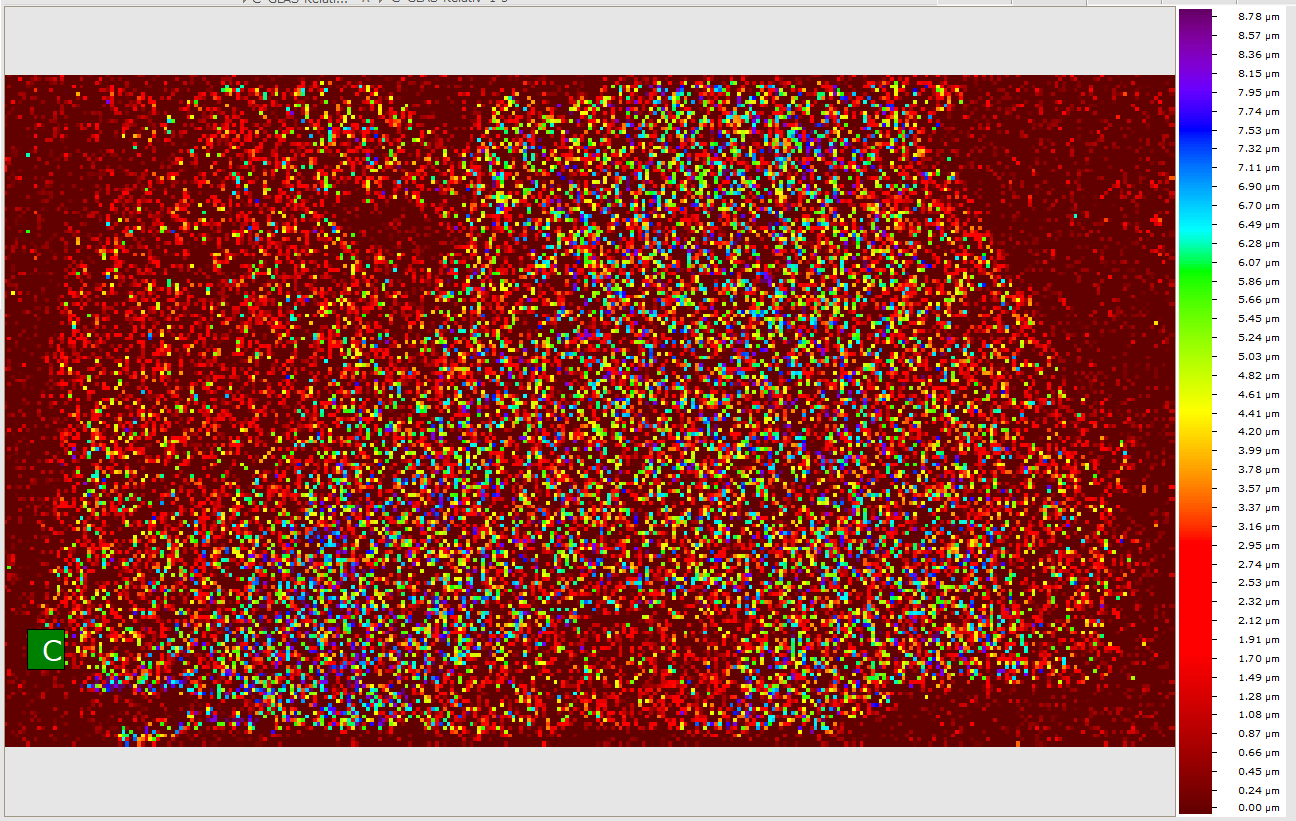 8.78 µm
8.57 µm
8.36 µm
8.15 µm
7.95 µm
7.74 µm
7.53 µm
7.32 µm
7.11 µm
6.90 µm
6.70 µm
6.49 µm
6.28 µm
6.07 µm
5.86 µm
5.66 µm
5.45 µm
5.24 µm
5.03 µm
4.82 µm
4.61 µm
4.41 µm
4.20 µm
3.99 µm
3.78 µm
3.57 µm
3.37 µm
3.16 µm
2.95 µm
2.74 µm
2.53 µm
2.32 µm
2.12 µm
1.91 µm
1.70 µm
1.49 µm
1.28 µm
1.08 µm
0.87 µm
0.66 µm
0.45 µm
0.24 µm
0.00 µm
C